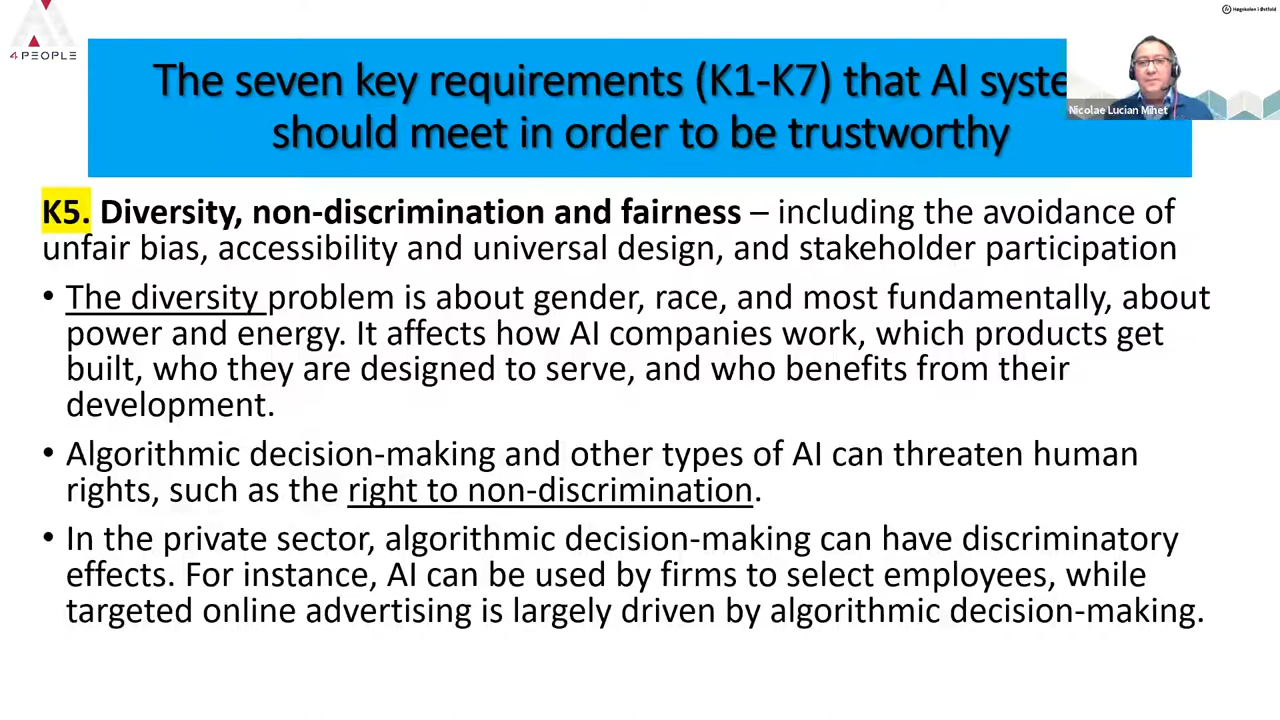 Høgskolen i Østfold
4PEOPLE
The seven key requirements (K1-K7) that AI syste
should meet in order to be trustworthy
Nicolae Lucian Mihet
K5. Diversity, non-discrimination and fairness – including the avoidance of
unfair bias, accessibility and universal design, and stakeholder participation
• The diversity problem is about gender, race, and most fundamentally, about
power and energy. It affects how AI companies work, which products get
built, who they are designed to serve, and who benefits from their
development.
• Algorithmic decision-making and other types of AI can threaten human
rights, such as the right to non-discrimination.
• In the private sector, algorithmic decision-making can have discriminatory
effects. For instance, AI can be used by firms to select employees, while
targeted online advertising is largely driven by algorithmic decision-making.